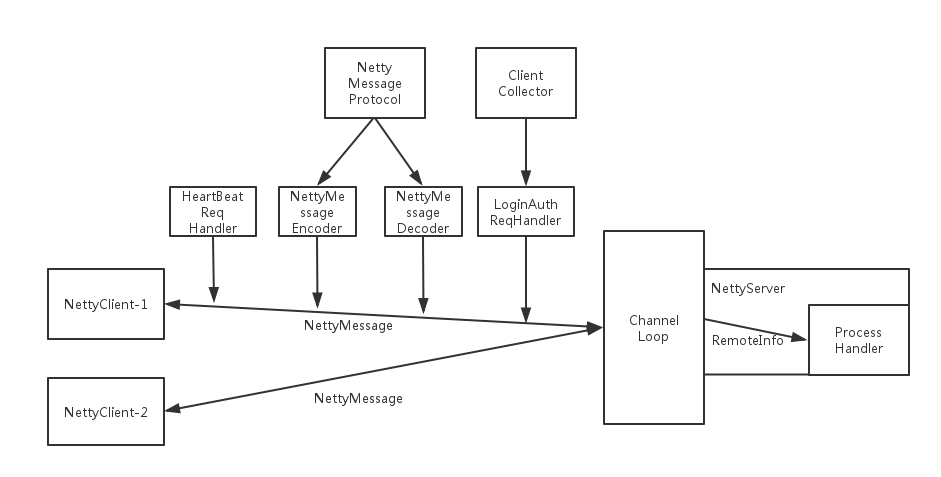 Netty
Message
Protocol
Client
Collector
HeartBeat
Req
Handler
NettyMe
ssage
Encoder
NettyMe
ssage
Decoder
LoginAuth
ReqHandler
NettyClient-1
NettyMessage
Channel
Loop
NettyServer
RemoteInfo
Process
Handler
NettyClient-2
NettyMessage